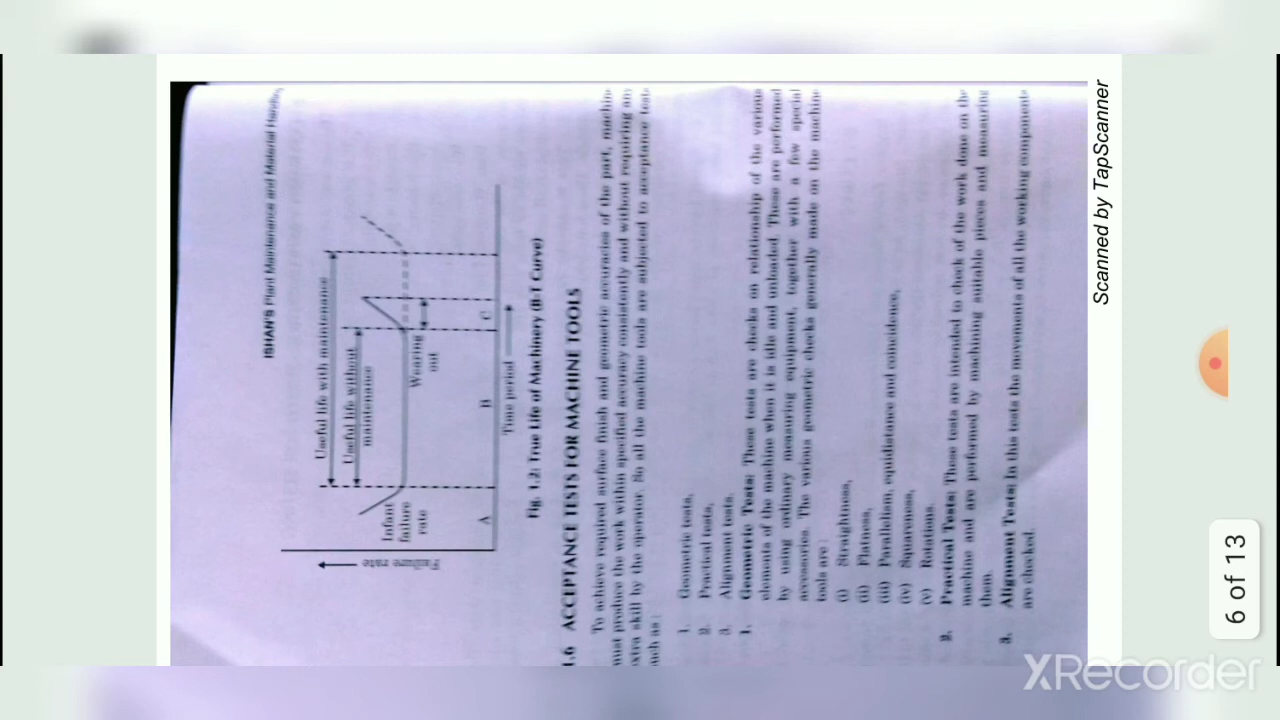 ISHAN'S Plant Maintenance and Material Handling
Failure rate
Useful life with maintenance
Useful life without
maintenance
Infant
failure
rate
Wearing
out
A
B
C
Time period
Fig. 1.2: True Life of Machinery (B-T Curve)
1.6 ACCEPTANCE TESTS FOR MACHINE TOOLS
To achieve required surface finish and geometric accuracies of the part, machine
must produce the work within specified accuracy consistently and without requiring any
extra skill by the operator. So all the machine tools are subjected to acceptance tests
such as :
1. Geometric tests,
2. Practical tests,
3. Alignment tests.
1. Geometric Tests: These tests are checks on relationship of the various
elements of the machine when it is idle and unloaded. These are performed
by using ordinary measuring equipment, together with a few special
accessories. The various geometric checks generally made on the machine
tools are :
(i) Straightness,
(ii) Flatness,
(iii) Parallelism, equidistance and coincidence,
(iv) Squareness,
(v) Rotations.
2. Practical Tests: These tests are intended to check of the work done on the
machine and are performed by machining suitable pieces and measuring
them.
3. Alignment Tests: In this tests the movements of all the working components
are checked.
Scanned by TapScanner
6 of 13
XRecorder